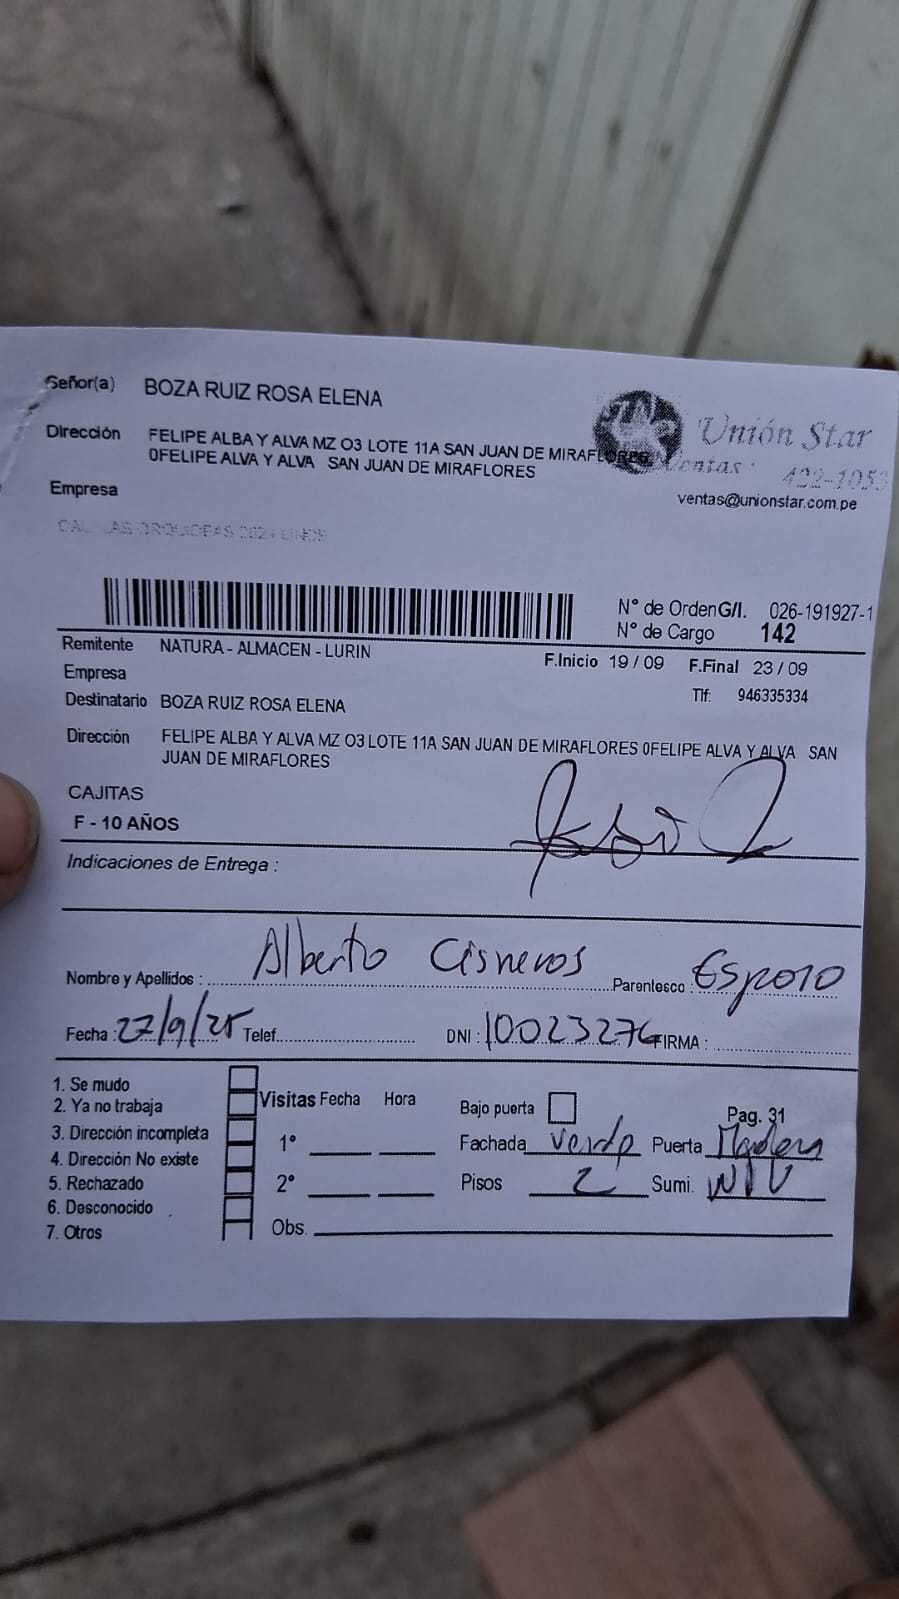 Señor(a) BOZA RUIZ ROSA ELENA
Dirección FELIPE ALBA Y ALVA MZ O3 LOTE 11A SAN JUAN DE MIRAFLORES
0FELIPE ALVA Y ALVA SAN JUAN DE MIRAFLORES
Unión Star
Ventas: 422-1053
ventas@unionstar.com.pe
Empresa
N° de Orden G/I. 026-191927-1
N° de Cargo 142
Remitente NATURA - ALMACEN - LURIN
F.Inicio 19 / 09 F.Final 23 / 09
Empresa
Tlf: 946335334
Destinatario BOZA RUIZ ROSA ELENA
Dirección FELIPE ALBA Y ALVA MZ O3 LOTE 11A SAN JUAN DE MIRAFLORES 0FELIPE ALVA Y ALVA SAN
JUAN DE MIRAFLORES
CAJITAS
F - 10 AÑOS
Indicaciones de Entrega :
Nombre y Apellidos : Alberto Cisneros Parentesco : Esposo
Fecha : 27/9/25 Telef. DNI : 10023276 FIRMA :
1. Se mudo
2. Ya no trabaja
3. Dirección incompleta
4. Dirección No existe
5. Rechazado
6. Desconocido
7. Otros
Visitas Fecha Hora
1°
2°
Obs.
Bajo puerta Pag. 31
Fachada Verde Puerta Madera
Pisos 2 Sumi.